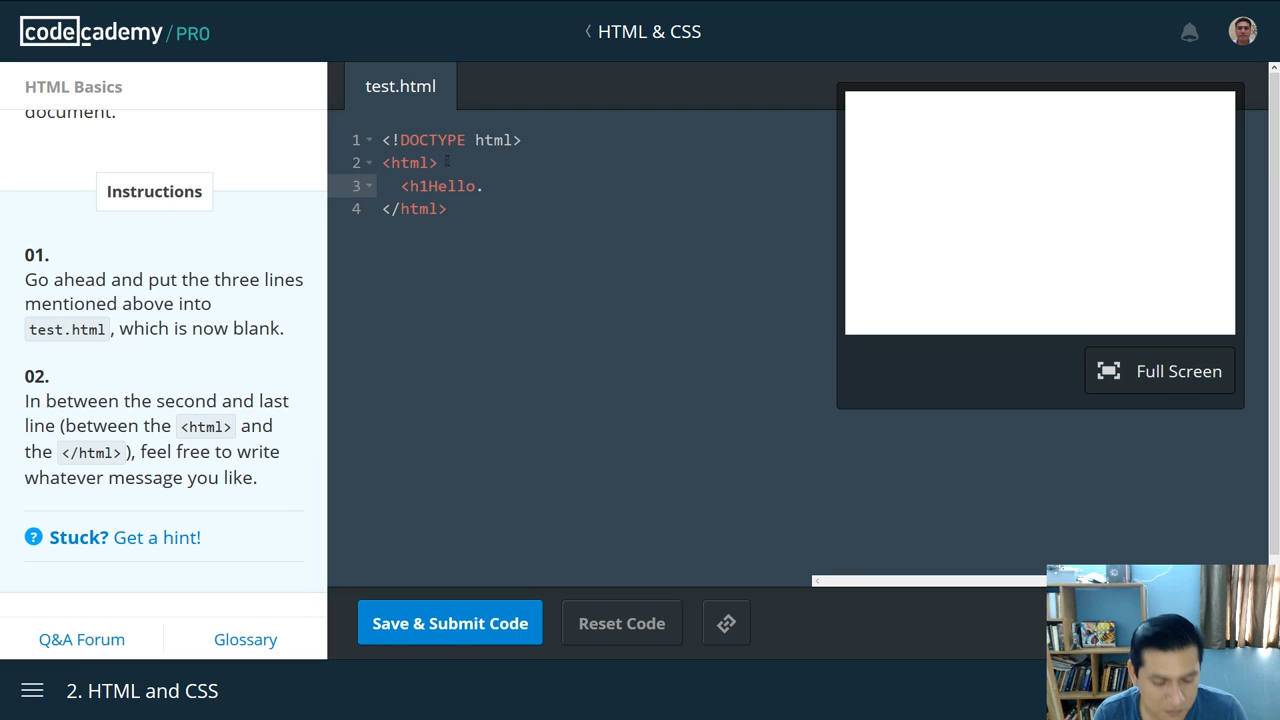 codecademy/PRO
HTML & CSS
HTML Basics
document.
Instructions
01.
Go ahead and put the three lines
mentioned above into
test.html, which is now blank.
02.
In between the second and last
line (between the <html> and
the </html>), feel free to write
whatever message you like.
? Stuck? Get a hint!
Q&A Forum
Glossary
test.html
1 <!DOCTYPE html>
2 <html>
3 <h1Hello.
4 </html>
Full Screen
Save & Submit Code
Reset Code
2. HTML and CSS